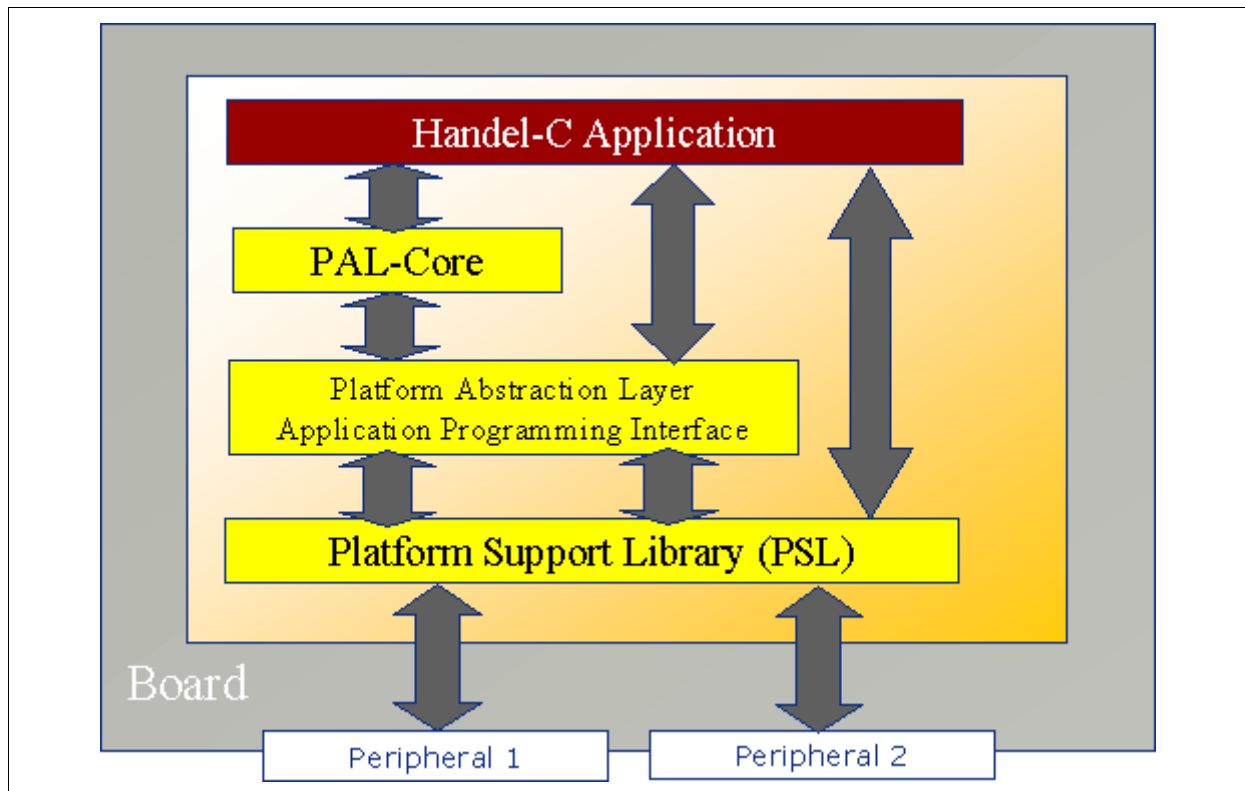 Handel-C Application
PAL-Core
Platform Abstraction Layer
Application Programming Interface
Platform Support Library (PSL)
Board
Peripheral 1
Peripheral 2